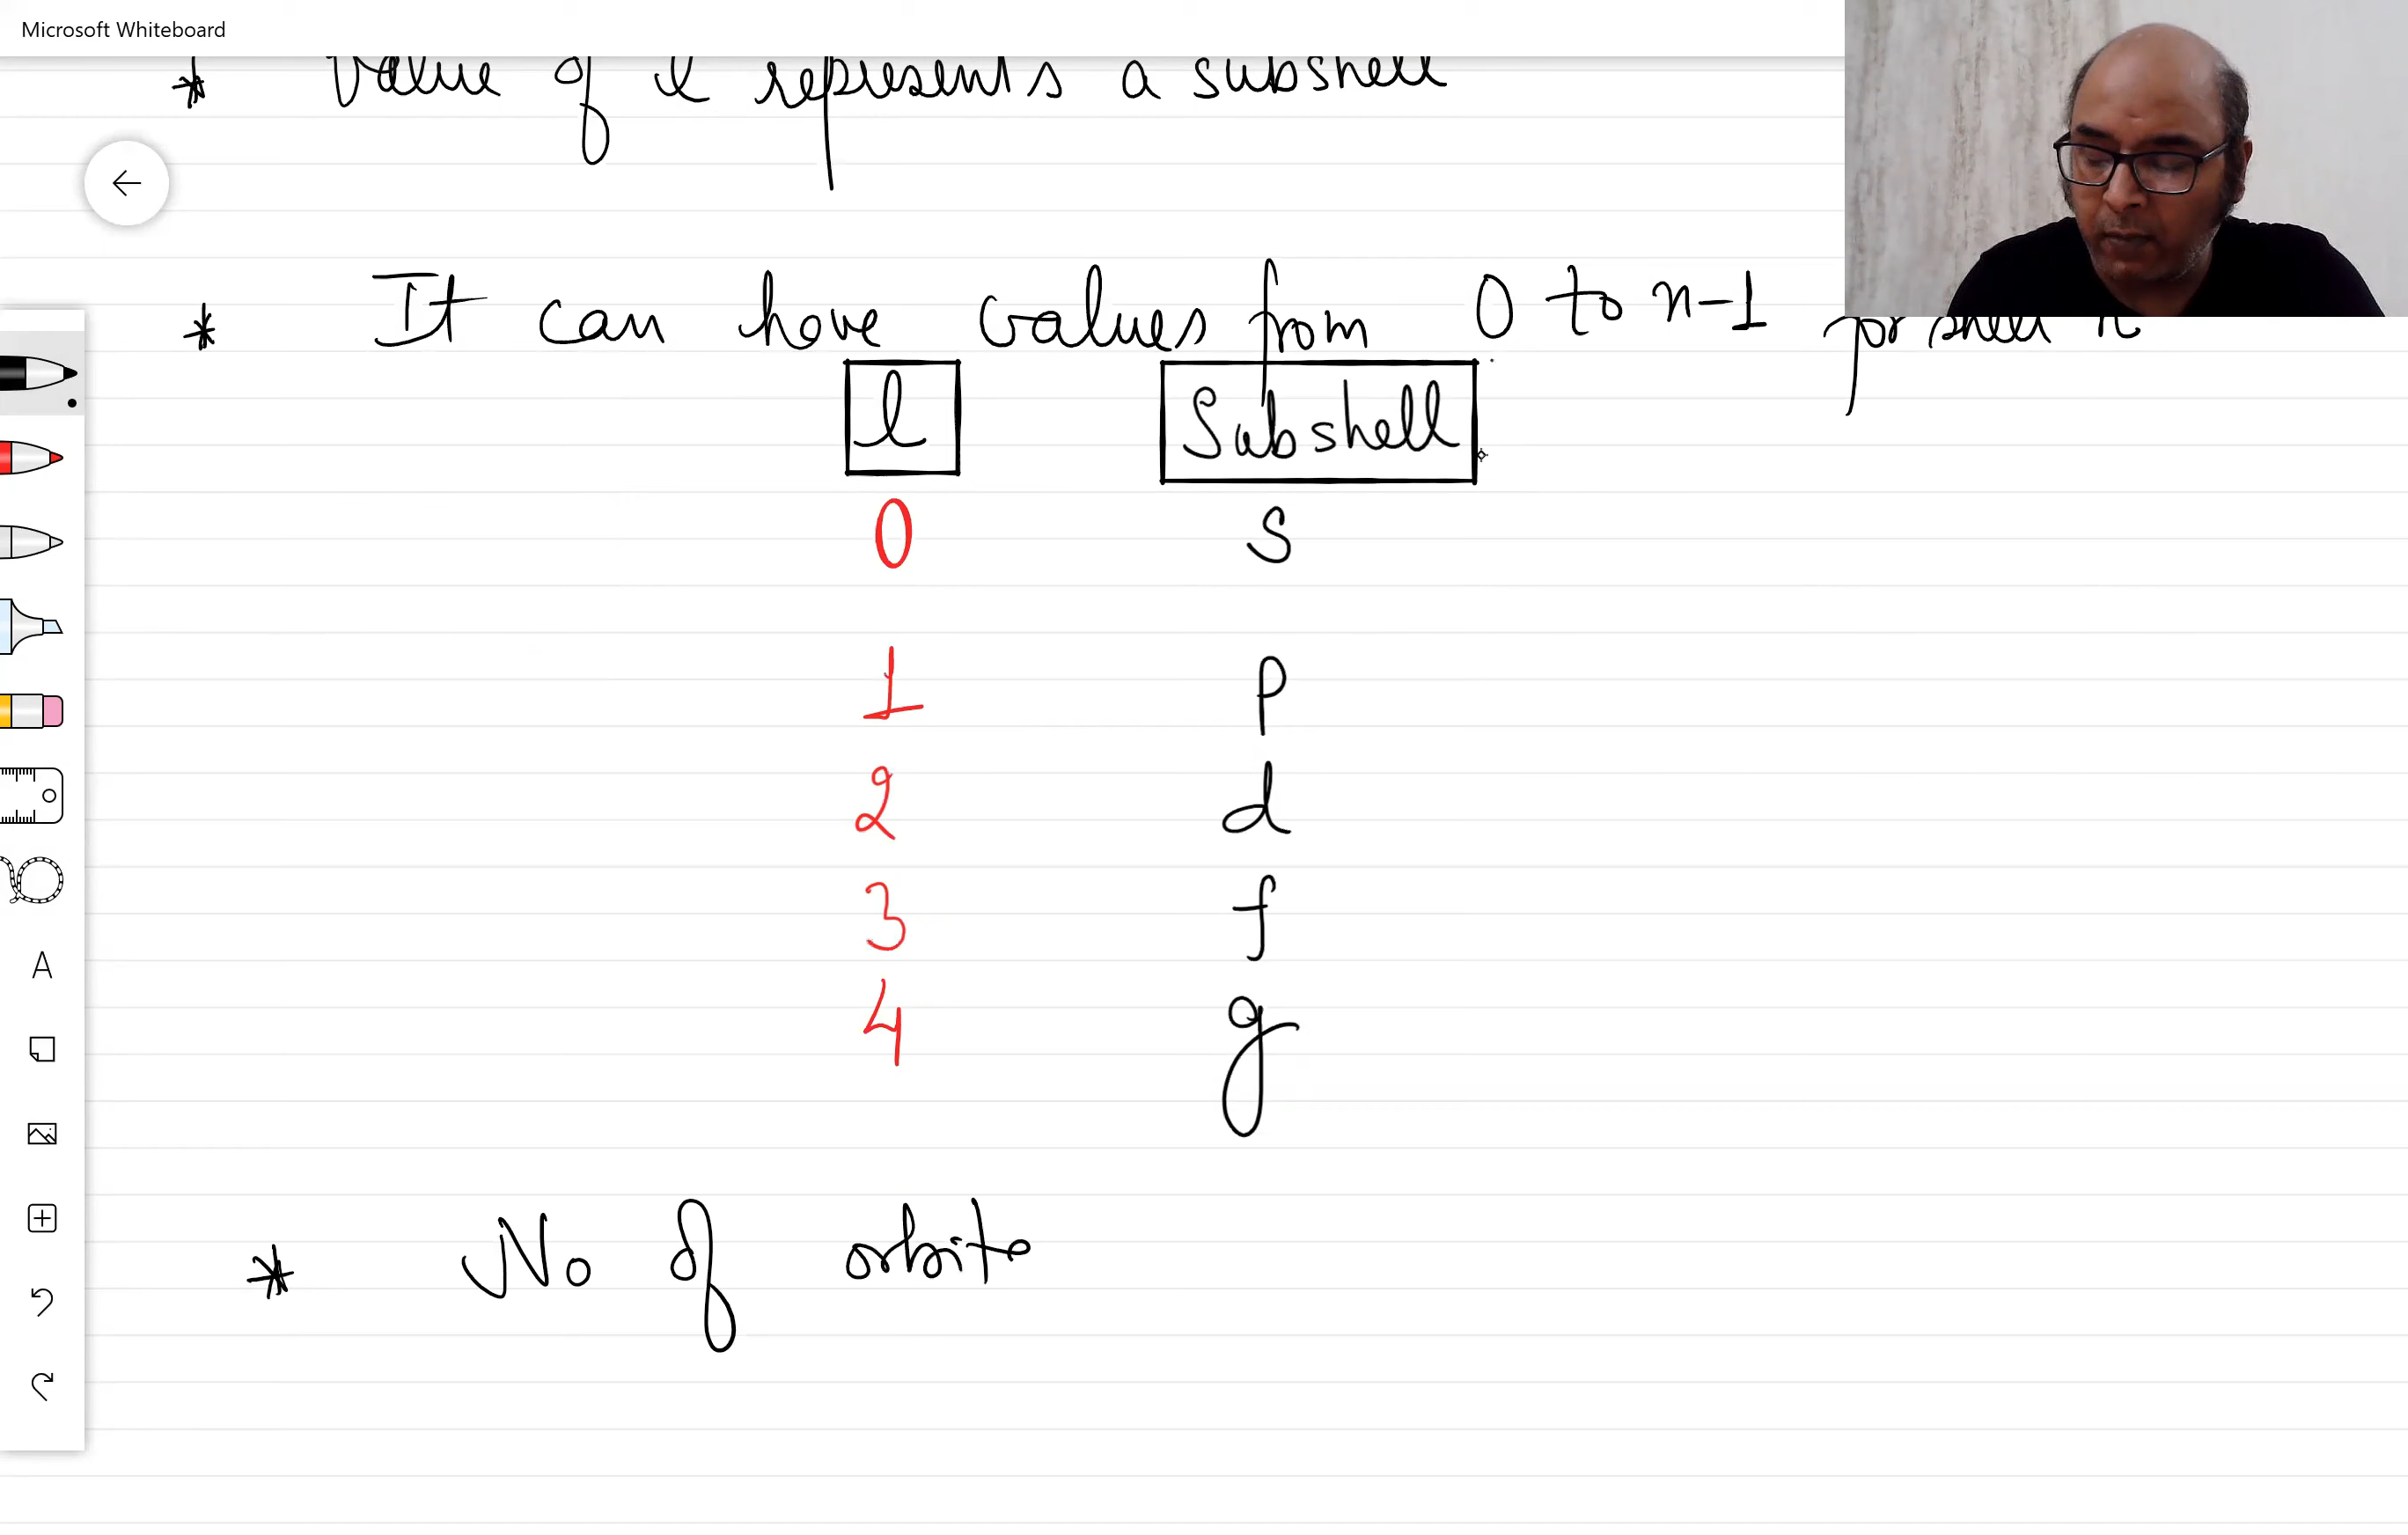 Microsoft Whiteboard
* Value of l represents a subshell
* It can have values from 0 to n-1 for shell n
l Subshell
0 s
1 p
2 d
3 f
4 g
* No of orbite
A